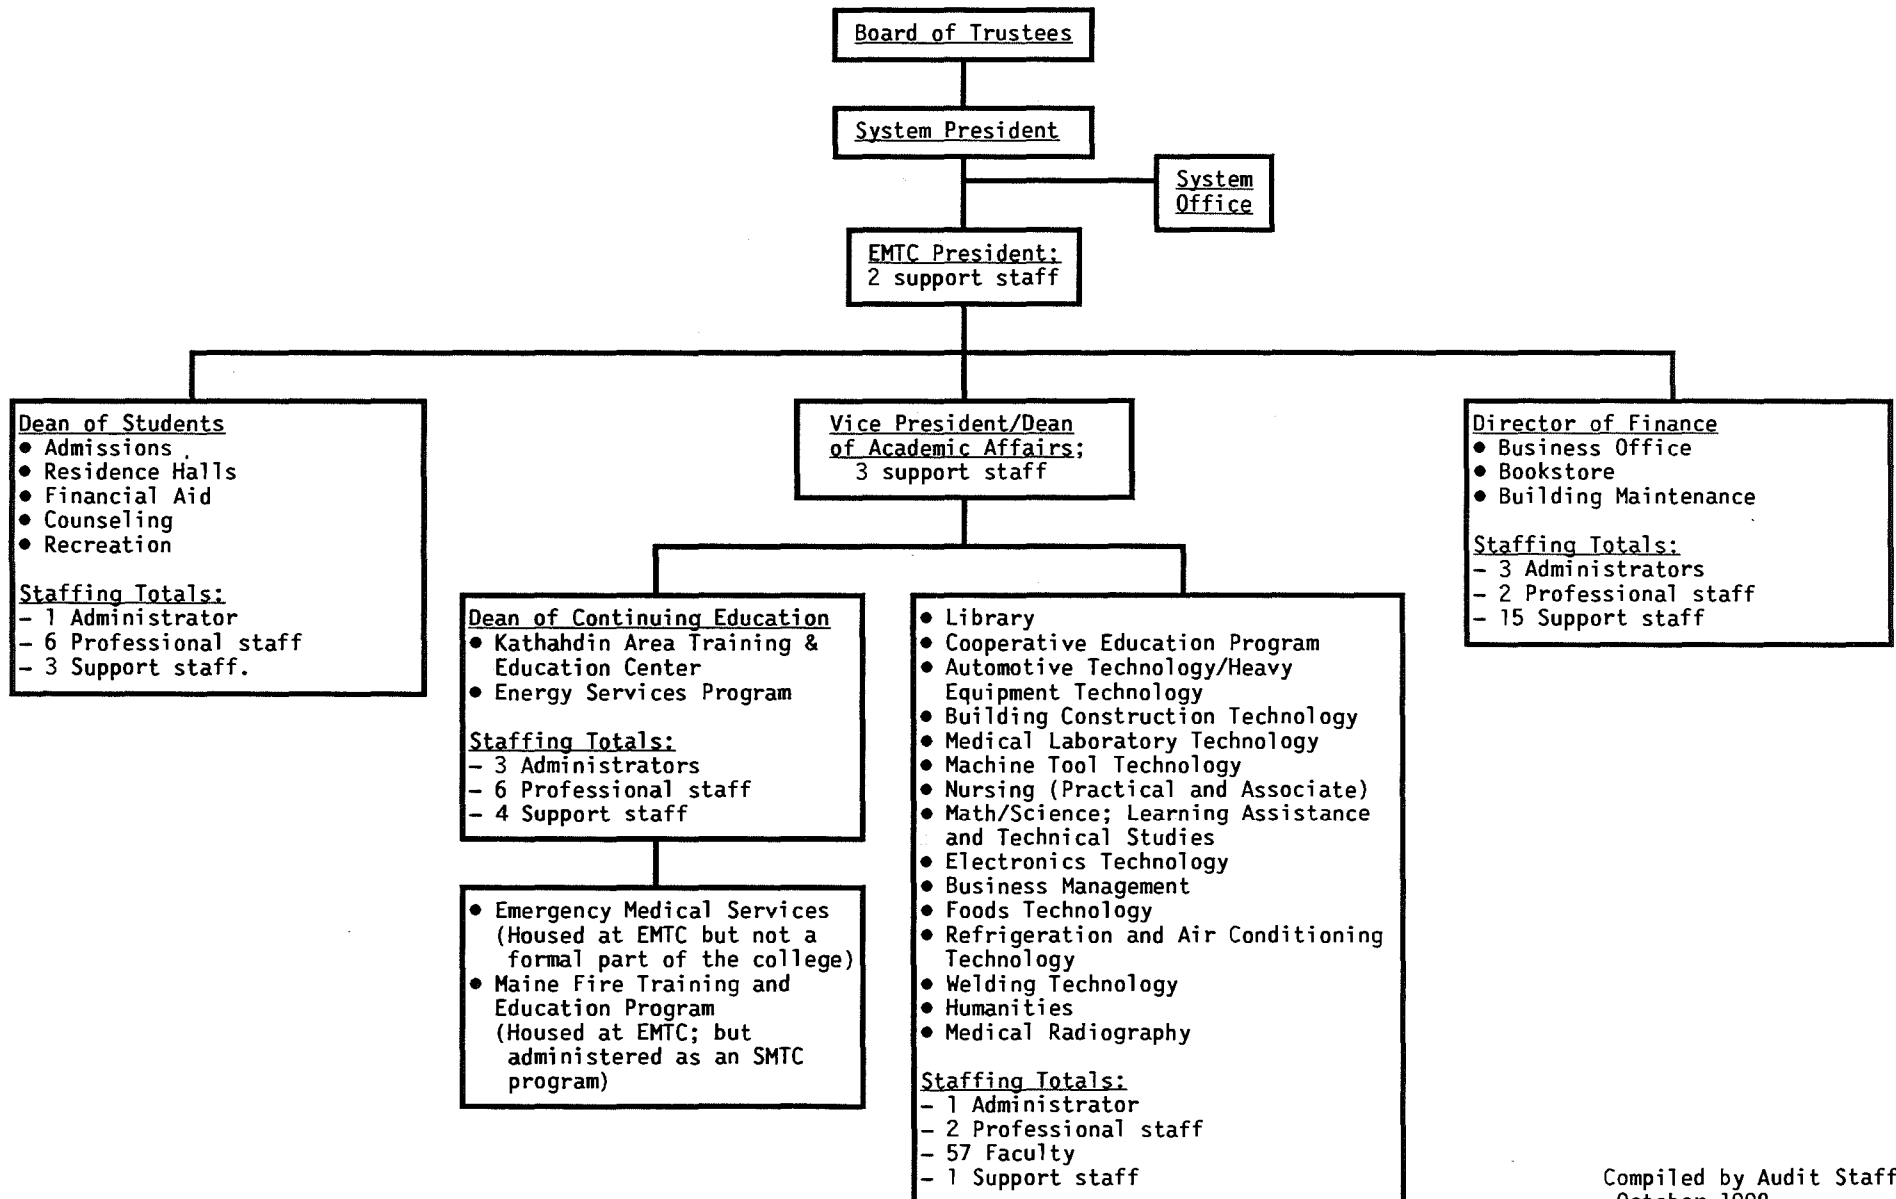 Board of Trustees
System President
System
Office
EMTC President;
2 support staff
Dean of Students
● Admissions
● Residence Halls
● Financial Aid
● Counseling
● Recreation
Staffing Totals:
– 1 Administrator
– 6 Professional staff
– 3 Support staff.
Vice President/Dean
of Academic Affairs;
3 support staff
Director of Finance
● Business Office
● Bookstore
● Building Maintenance
Staffing Totals:
– 3 Administrators
– 2 Professional staff
– 15 Support staff
Dean of Continuing Education
● Kathahdin Area Training &
Education Center
● Energy Services Program
Staffing Totals:
– 3 Administrators
– 6 Professional staff
– 4 Support staff
● Emergency Medical Services
(Housed at EMTC but not a
formal part of the college)
● Maine Fire Training and
Education Program
(Housed at EMTC; but
administered as an SMTC
program)
● Library
● Cooperative Education Program
● Automotive Technology/Heavy
Equipment Technology
● Building Construction Technology
● Medical Laboratory Technology
● Machine Tool Technology
● Nursing (Practical and Associate)
● Math/Science; Learning Assistance
and Technical Studies
● Electronics Technology
● Business Management
● Foods Technology
● Refrigeration and Air Conditioning
Technology
● Welding Technology
● Humanities
● Medical Radiography
Staffing Totals:
– 1 Administrator
– 2 Professional staff
– 57 Faculty
– 1 Support staff
Compiled by Audit Staff
October